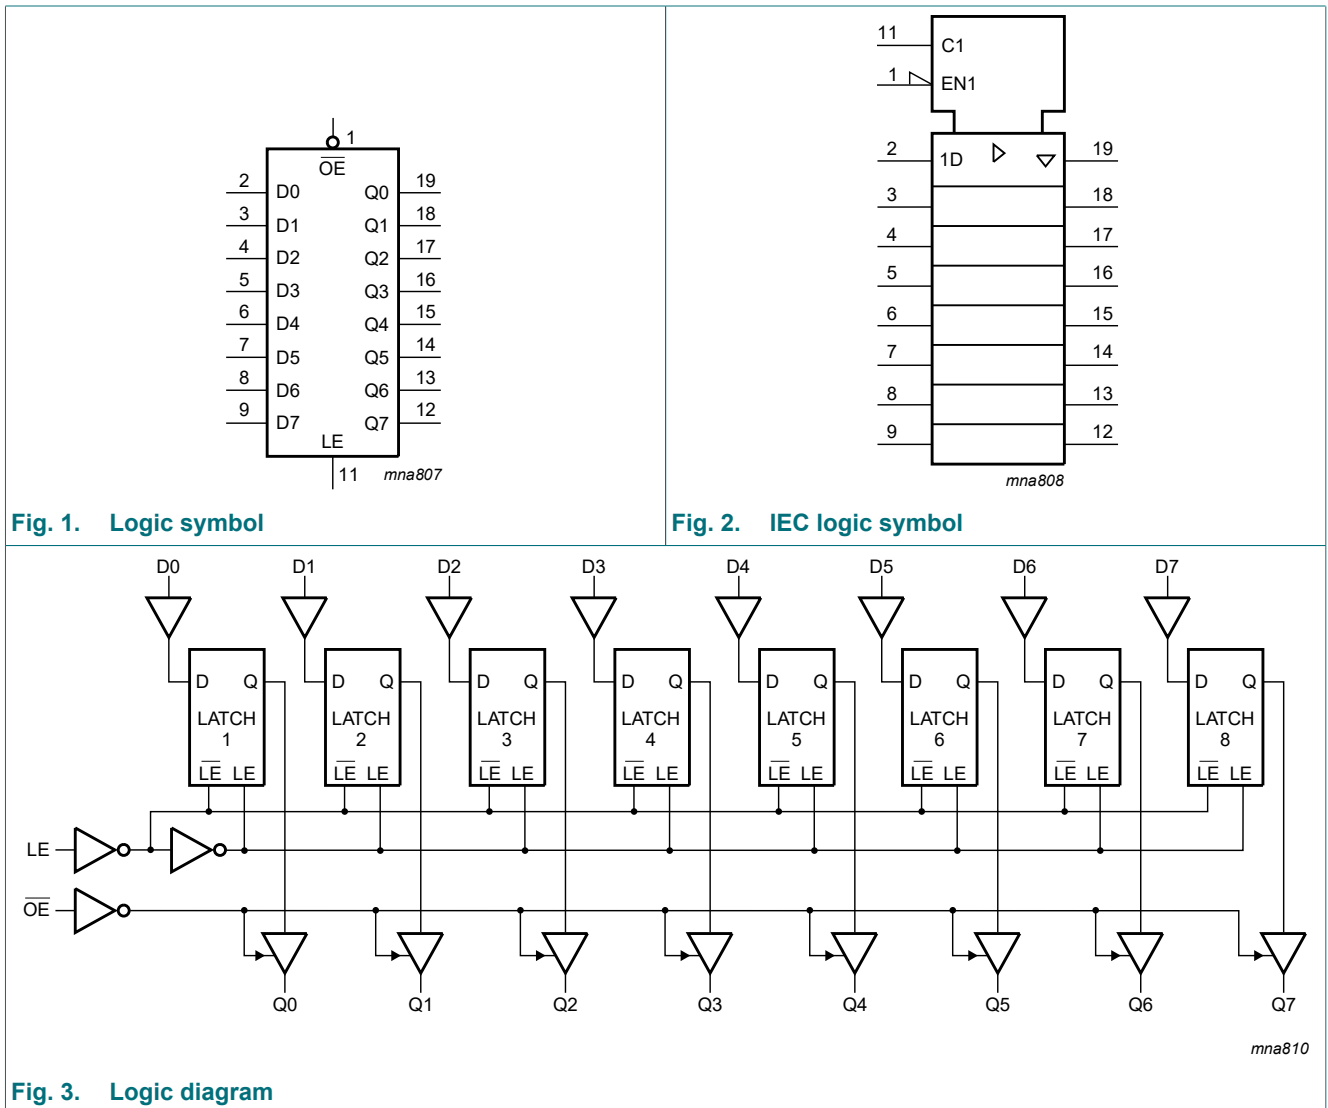 1
OE
2 D0 Q0 19
3 D1 Q1 18
4 D2 Q2 17
5 D3 Q3 16
6 D4 Q4 15
7 D5 Q5 14
8 D6 Q6 13
9 D7 Q7 12
LE
11 mna807
Fig. 1. Logic symbol
11 C1
1 EN1
2 1D 19
3 18
4 17
5 16
6 15
7 14
8 13
9 12
mna808
Fig. 2. IEC logic symbol
D0 D1 D2 D3 D4 D5 D6 D7
D Q D Q D Q D Q D Q D Q D Q D Q
LATCH LATCH LATCH LATCH LATCH LATCH LATCH LATCH
1 2 3 4 5 6 7 8
LE LE LE LE LE LE LE LE LE LE LE LE LE LE LE LE
LE
OE
Q0 Q1 Q2 Q3 Q4 Q5 Q6 Q7
mna810
Fig. 3. Logic diagram